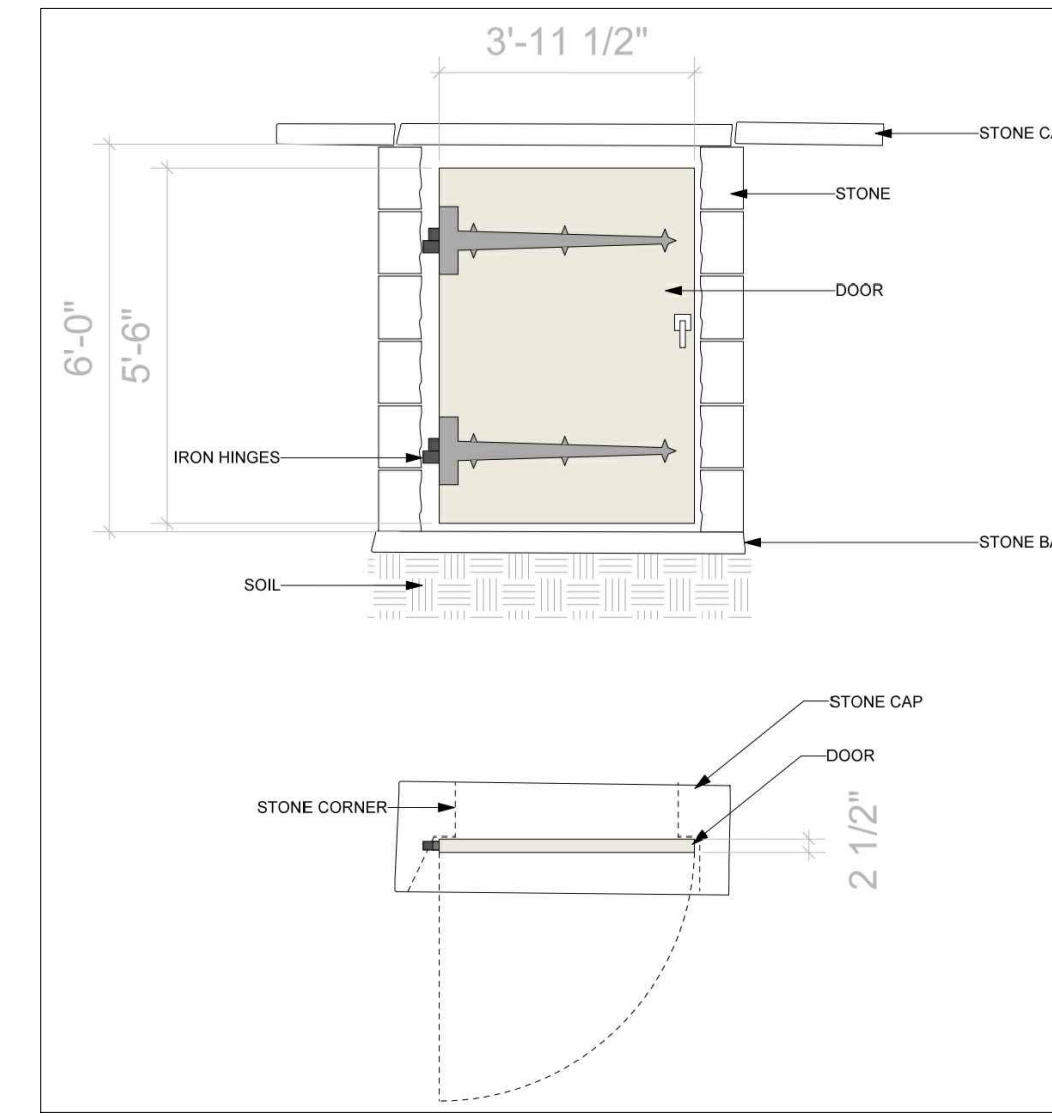 3'-11 1/2"
STONE CA
STONE
DOOR
6'-0"
5'-6"
IRON HINGES
STONE BA
SOIL
STONE CAP
DOOR
STONE CORNER
2 1/2"